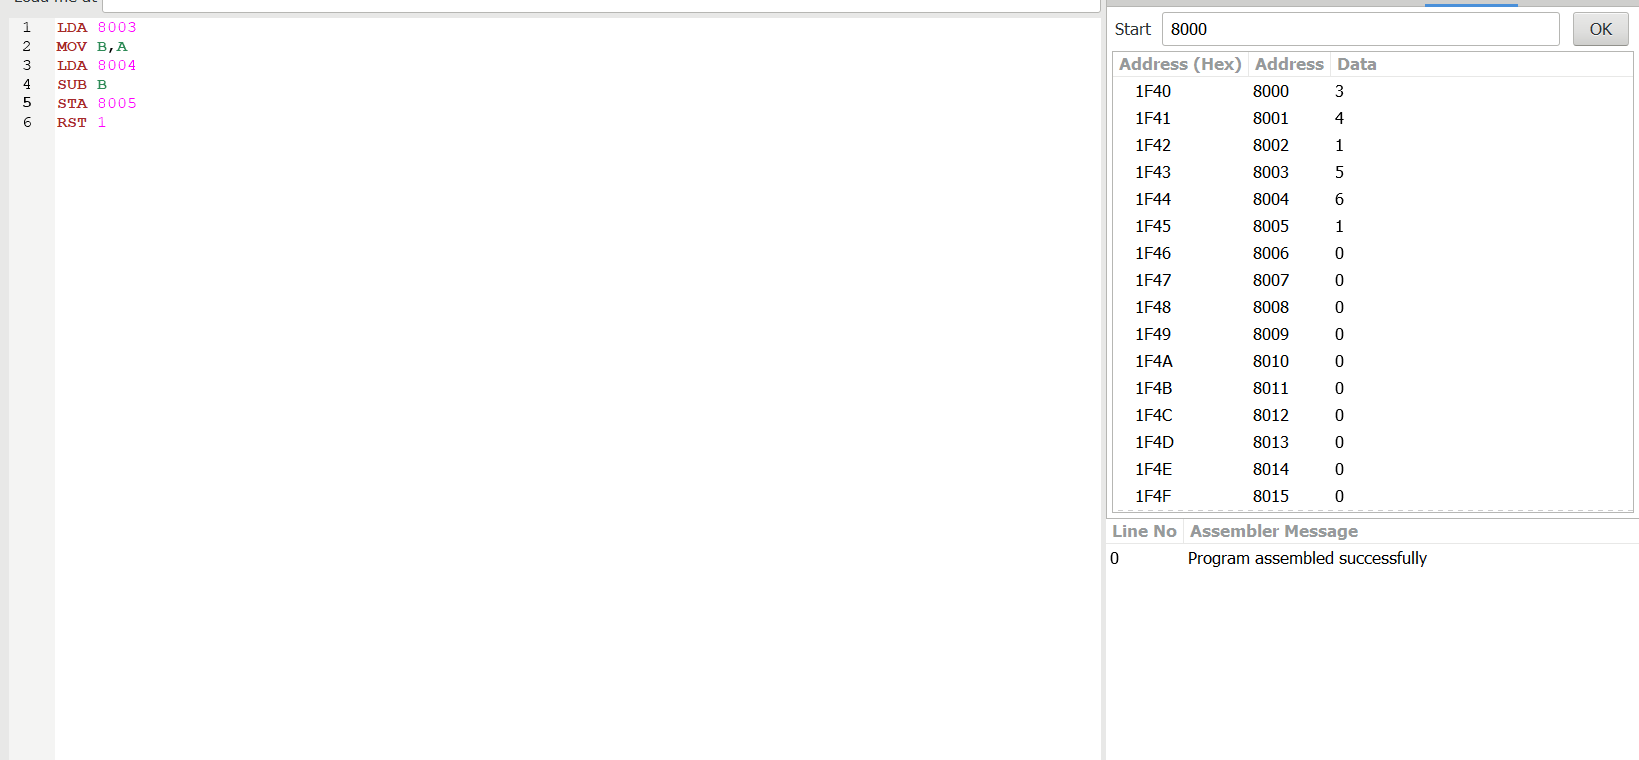 1 LDA 8003
2 MOV B,A
3 LDA 8004
4 SUB B
5 STA 8005
6 RST 1
Start 8000 OK
Address (Hex) Address Data
1F40 8000 3
1F41 8001 4
1F42 8002 1
1F43 8003 5
1F44 8004 6
1F45 8005 1
1F46 8006 0
1F47 8007 0
1F48 8008 0
1F49 8009 0
1F4A 8010 0
1F4B 8011 0
1F4C 8012 0
1F4D 8013 0
1F4E 8014 0
1F4F 8015 0
Line No Assembler Message
0 Program assembled successfully